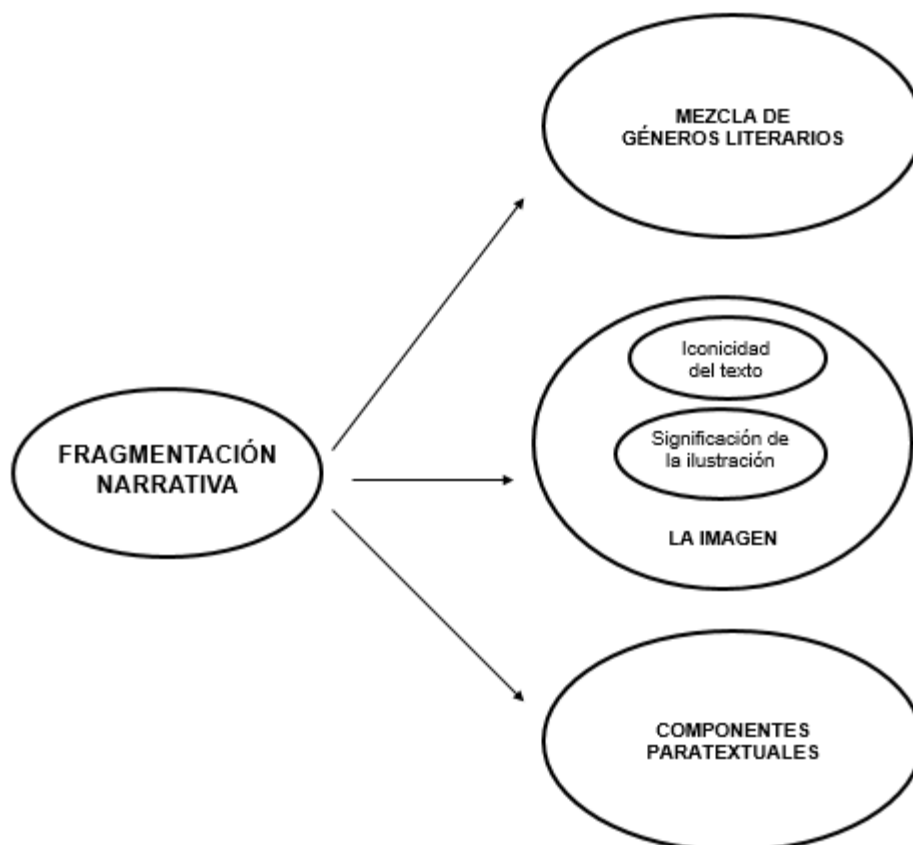 MEZCLA DE
GÉNEROS LITERARIOS
Iconicidad
del texto
Significación de
la ilustración
LA IMAGEN
FRAGMENTACIÓN
NARRATIVA
COMPONENTES
PARATEXTUALES